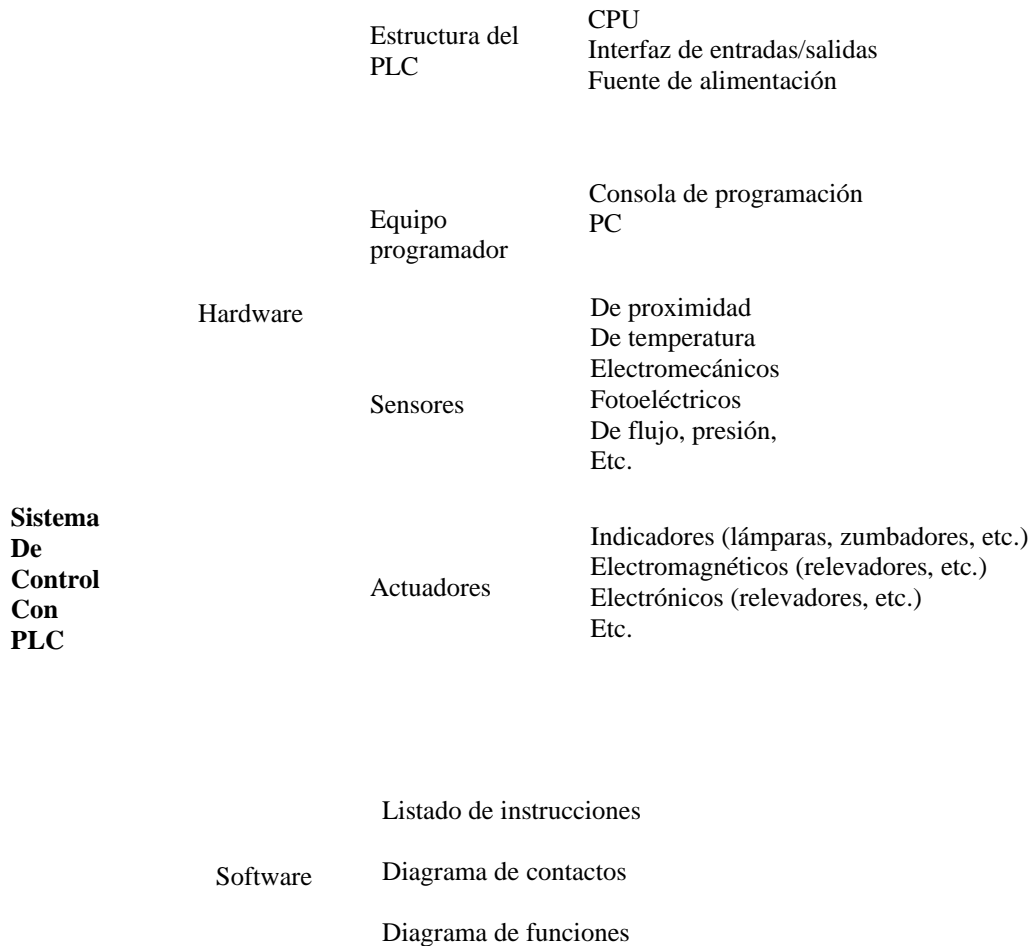 Estructura del
PLC
CPU
Interfaz de entradas/salidas
Fuente de alimentación
Equipo
programador
Consola de programación
PC
Hardware
Sensores
De proximidad
De temperatura
Electromecánicos
Fotoeléctricos
De flujo, presión,
Etc.
Sistema
De
Control
Con
PLC
Actuadores
Indicadores (lámparas, zumbadores, etc.)
Electromagnéticos (relevadores, etc.)
Electrónicos (relevadores, etc.)
Etc.
Software
Listado de instrucciones
Diagrama de contactos
Diagrama de funciones